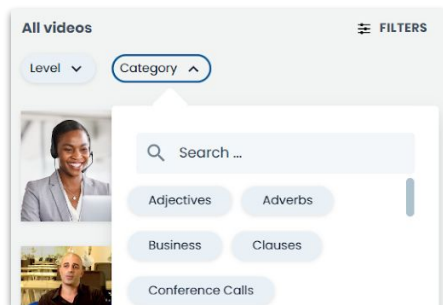 All videos FILTERS
Level Category
Search ...
Adjectives Adverbs
Business Clauses
Conference Calls